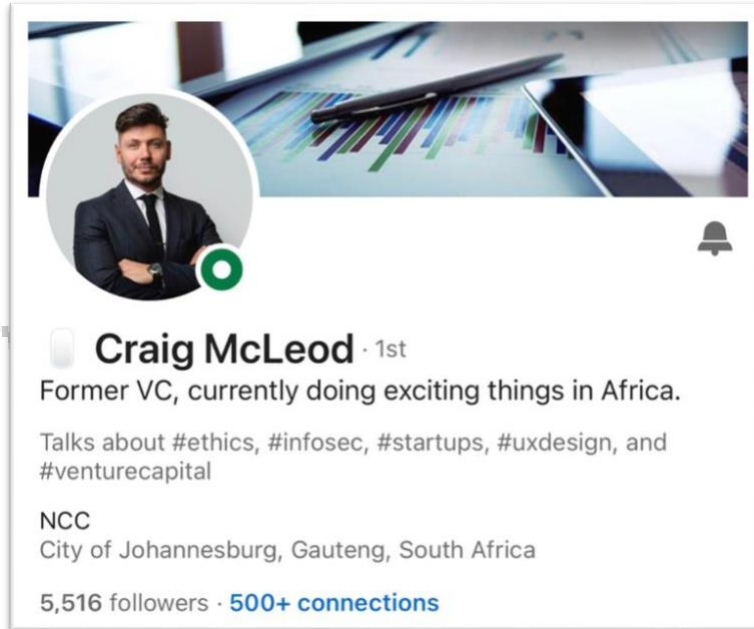 Craig McLeod · 1st
Former VC, currently doing exciting things in Africa.
Talks about #ethics, #infosec, #startups, #uxdesign, and
#venturecapital
NCC
City of Johannesburg, Gauteng, South Africa
5,516 followers · 500+ connections